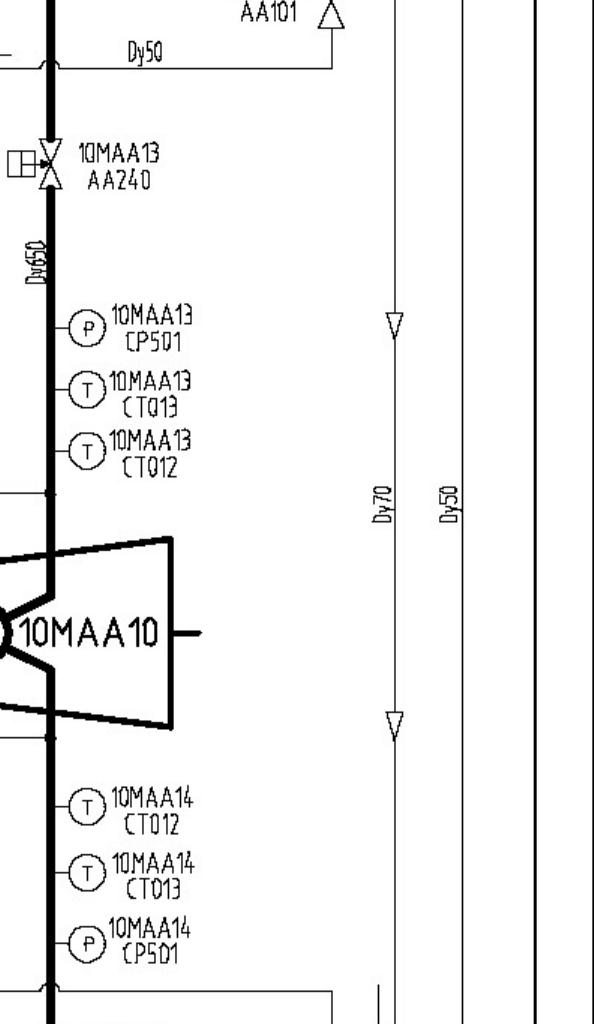 AA101
Dy50
10MAA13
AA240
Dy650
10MAA13
P
CP501
10MAA13
T
CT013
10MAA13
T
CT012
Dy70
Dy50
10MAA10
10MAA14
T
CT012
10MAA14
T
CT013
10MAA14
P
CP501